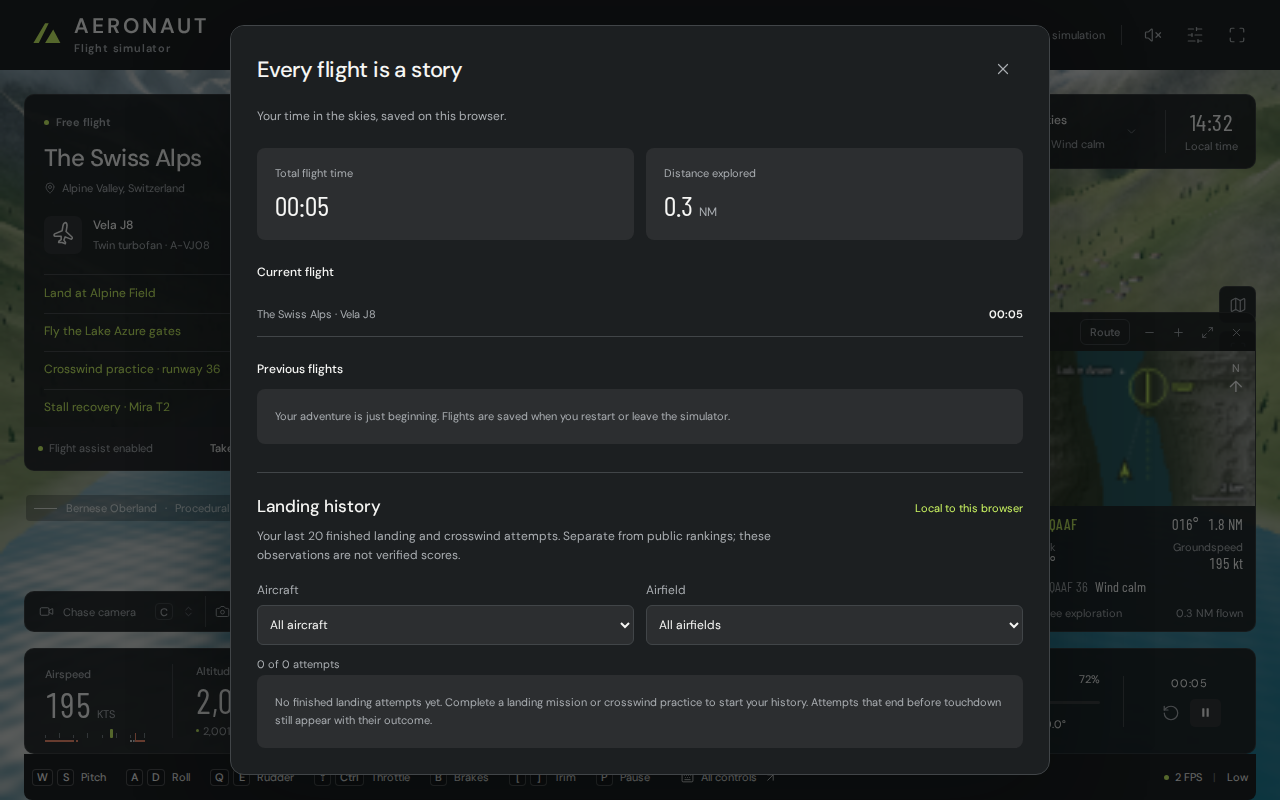 AERONAUT
Flight simulator
simulation
Free flight
The Swiss Alps
Alpine Valley, Switzerland
Vela J8
Twin turbofan · A-VJ08
Land at Alpine Field
Fly the Lake Azure gates
Crosswind practice · runway 36
Stall recovery · Mira T2
Flight assist enabled
Bernese Oberland · Procedural
Chase camera C
Airspeed
195 KTS
Every flight is a story
Your time in the skies, saved on this browser.
Total flight time
00:05
Distance explored
0.3 NM
Current flight
The Swiss Alps · Vela J8
00:05
Previous flights
Your adventure is just beginning. Flights are saved when you restart or leave the simulator.
Landing history
Local to this browser
Your last 20 finished landing and crosswind attempts. Separate from public rankings; these
observations are not verified scores.
Aircraft
All aircraft
Airfield
All airfields
0 of 0 attempts
No finished landing attempts yet. Complete a landing mission or crosswind practice to start your history. Attempts that end before touchdown
still appear with their outcome.
Wind calm
14:32
Local time
Route
N
QAAF
016° 1.8 NM
Groundspeed
195 kt
QAAF 36 Wind calm
exploration
0.3 NM flown
72%
00:05
W S Pitch A D Roll Q E Rudder Ctrl Throttle B Brakes [ ] Trim P Pause All controls
2 FPS | Low